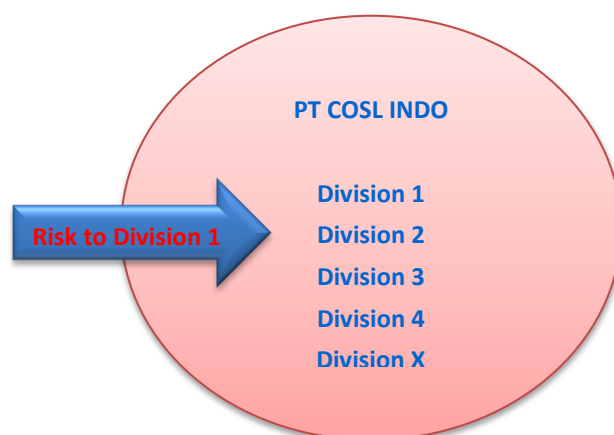 PT COSL INDO
Division 1
Risk to Division 1
Division 2
Division 3
Division 4
Division X